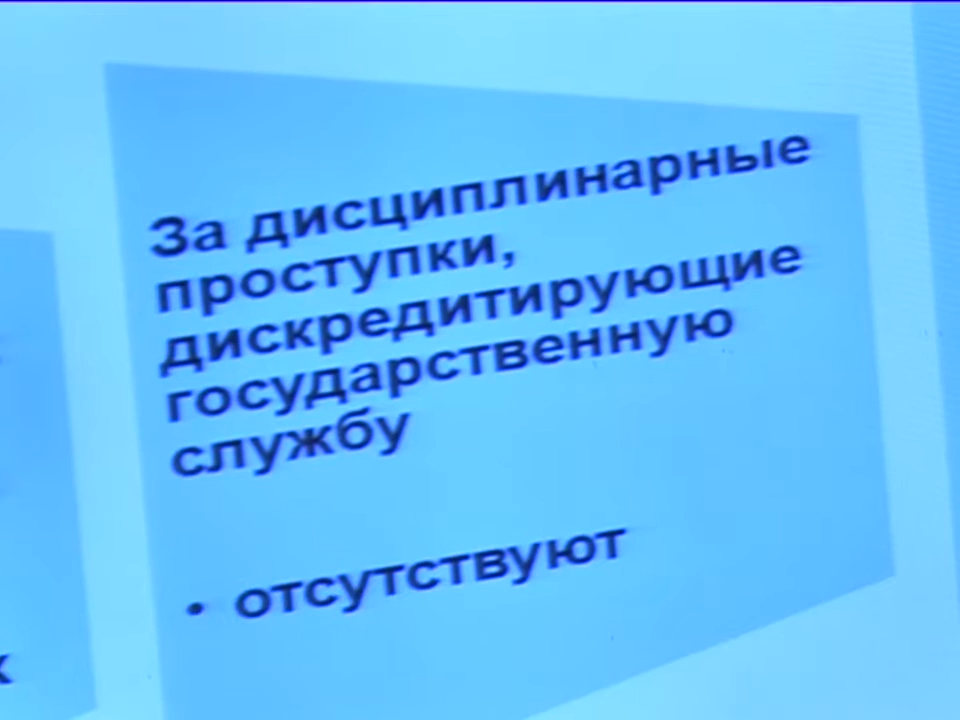 За дисциплинарные
проступки,
дискредитирующие
государственную
службу
• отсутствуют